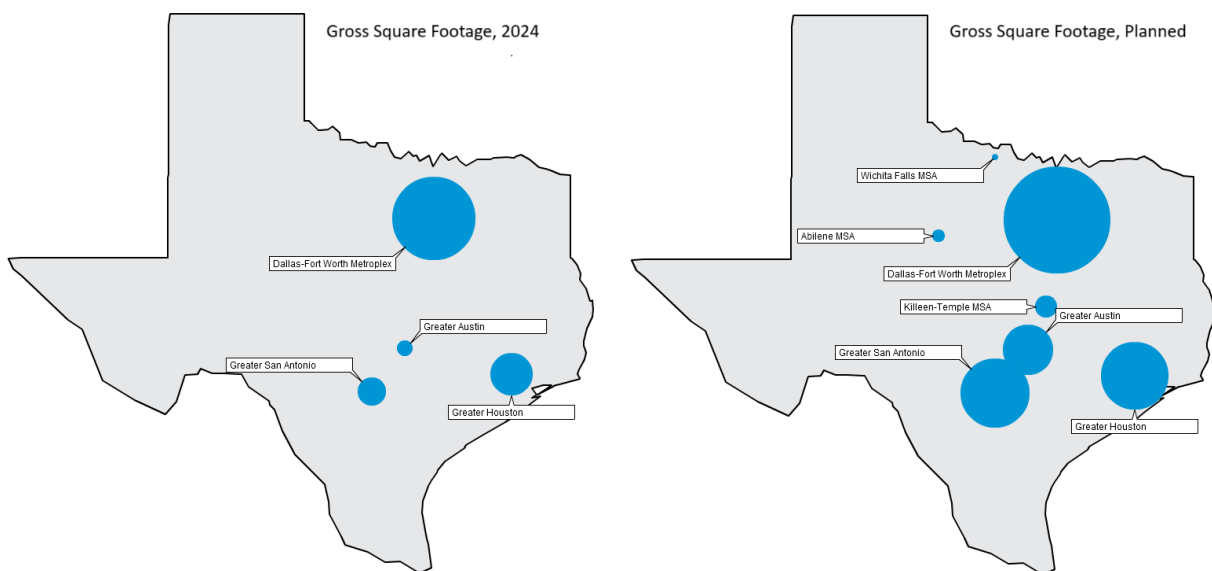 Gross Square Footage, 2024
Dallas-Fort Worth Metroplex
Greater Austin
Greater San Antonio
Greater Houston
Gross Square Footage, Planned
Wichita Falls MSA
Abilene MSA
Dallas-Fort Worth Metroplex
Killeen-Temple MSA
Greater Austin
Greater San Antonio
Greater Houston